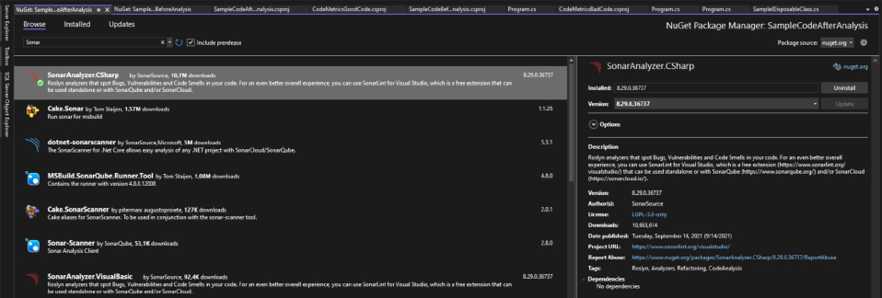 NuGet: Sample...eAfterAnalysis
NuGet: Sample...BeforeAnalysis
SampleCodeAft...nalysis.csproj
CodeMetricsGoodCode.csproj
SampleCodeBef...nalysis.csproj
Program.cs
CodeMetricsBadCode.csproj
Program.cs
Program.cs
SampleDisposableClass.cs
Server Explorer
Toolbox
SQL Server Object Explorer
Browse
Installed
Updates
NuGet Package Manager: SampleCodeAfterAnalysis
Sonar
Include prerelease
Package source: nuget.org
SonarAnalyzer.CSharp by SonarSource, 10,7M downloads
8.29.0.36737
Roslyn analyzers that spot Bugs, Vulnerabilities and Code Smells in your code. For an even better overall experience, you can use SonarLint for Visual Studio, which is a free extension that can
be used standalone or with SonarQube and/or SonarCloud.
Cake.Sonar by Tom Staijen, 1,57M downloads
1.1.25
Run sonar for msbuild
dotnet-sonarscanner by SonarSource,Microsoft, 5M downloads
5.3.1
The SonarScanner for .Net Core allows easy analysis of any .NET project with SonarCloud/SonarQube.
MSBuild.SonarQube.Runner.Tool by Tom Staijen, 1,08M downloads
4.8.0
Contains the runner with version 4.8.0.12008
Cake.SonarScanner by pitermarx augustoproiete, 127K downloads
2.0.1
Cake aliases for SonarScanner. To be used in conjunction with the sonar-scanner tool.
Sonar-Scanner by SonarQube, 53,1K downloads
2.8.0
Sonar Analysis Client
SonarAnalyzer.VisualBasic by SonarSource, 92,4K downloads
8.29.0.36737
Roslyn analyzers that spot Bugs, Vulnerabilities and Code Smells in your code. For an even better overall experience, you can use SonarLint for Visual Studio, which is a free extension that can
be used standalone or with SonarQube and/or SonarCloud.
SonarAnalyzer.CSharp
nuget.org
Installed: 8.29.0.36737
Uninstall
Version: 8.29.0.36737
Update
Options
Description
Roslyn analyzers that spot Bugs, Vulnerabilities and Code Smells in your code. For an even better overall
experience, you can use SonarLint for Visual Studio, which is a free extension (https://www.sonarlint.org/
visualstudio/) that can be used standalone or with SonarQube (https://www.sonarqube.org/) and/or SonarCloud
(https://sonarcloud.io/).
Version: 8.29.0.36737
Author(s): SonarSource
License: LGPL-3.0-only
Downloads: 10,693,614
Date published: Tuesday, September 14, 2021 (9/14/2021)
Project URL: https://www.sonarlint.org/visualstudio/
Report Abuse: https://www.nuget.org/packages/SonarAnalyzer.CSharp/8.29.0.36737/ReportAbuse
Tags: Roslyn, Analyzers, Refactoring, CodeAnalysis
Dependencies
No dependencies